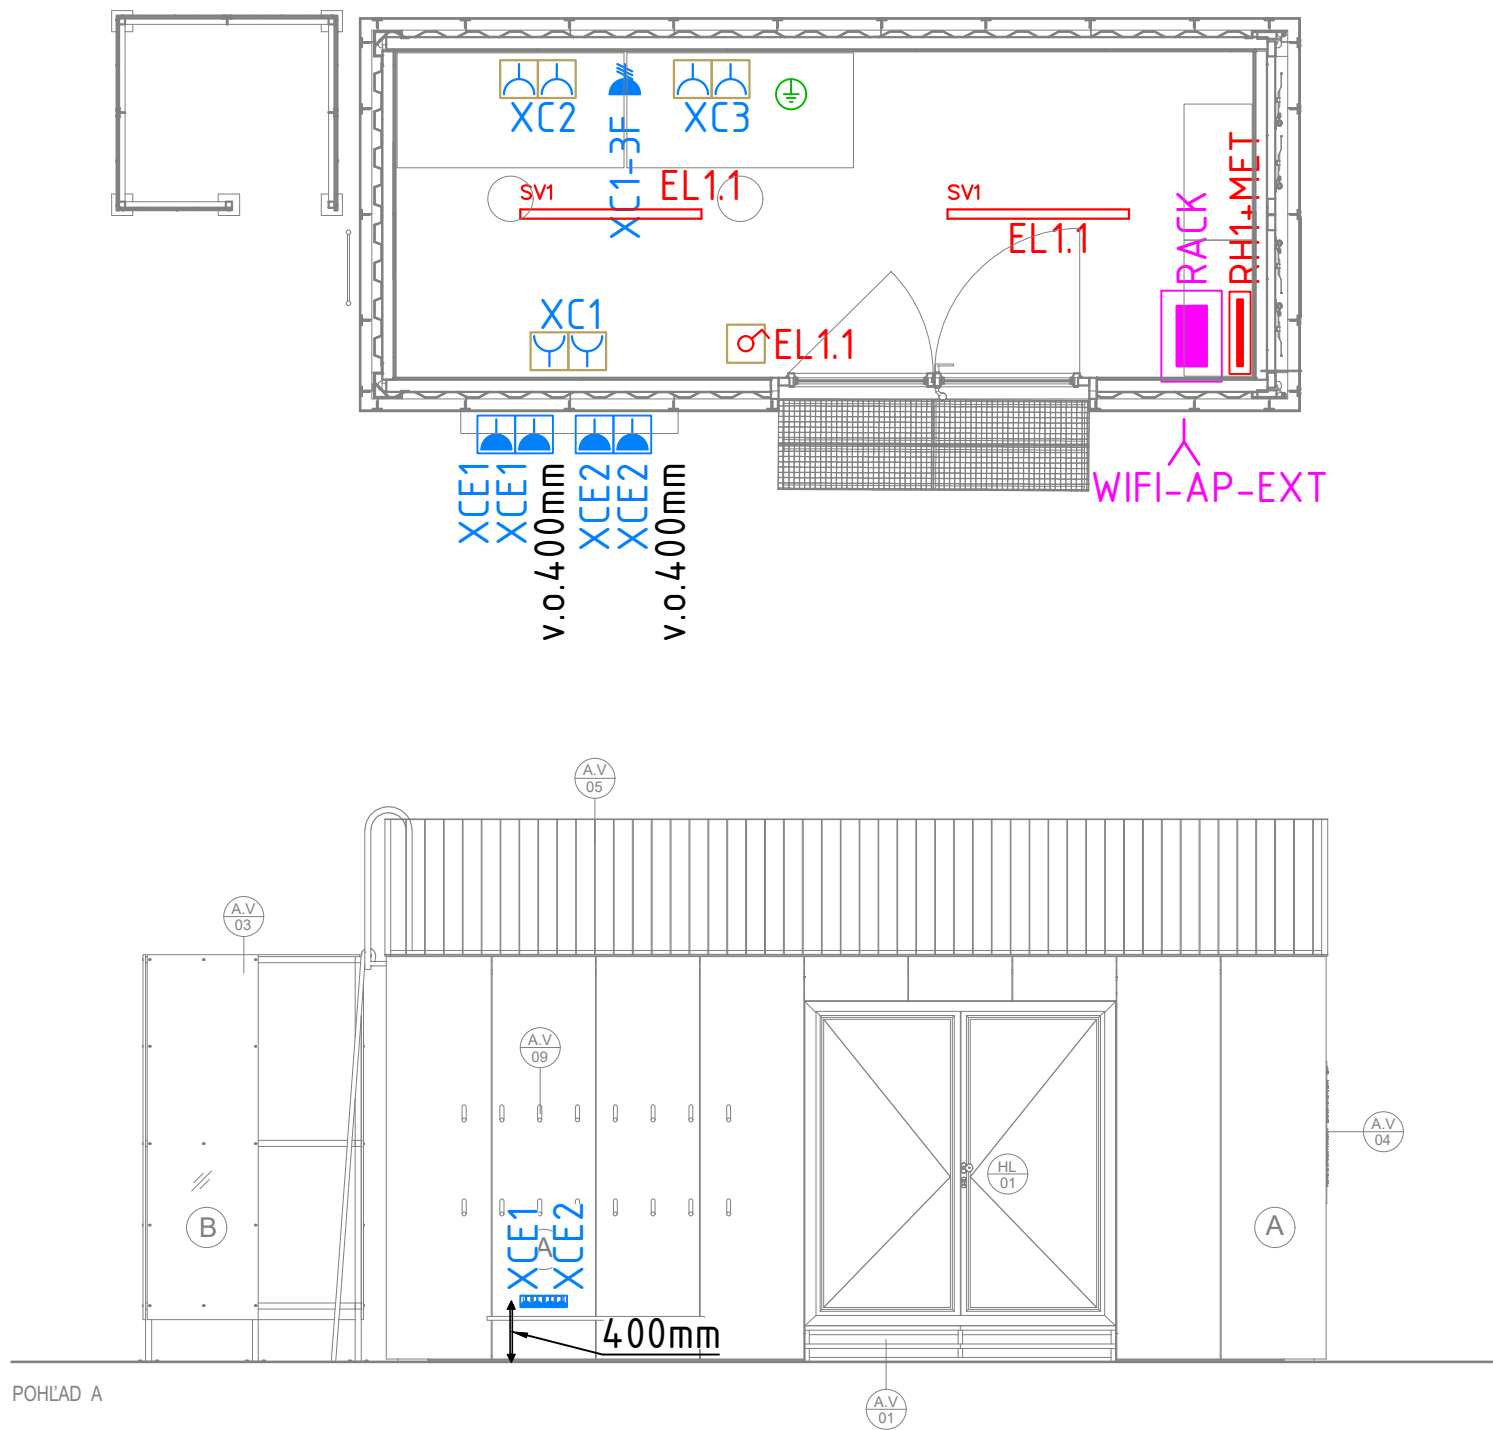 XC2
XC3
XC1-3F
SV1
EL1.1
SV1
EL1.1
RACK
RH1+MET
XC1
EL1.1
XCE1
XCE1
v.o.400mm
XCE2
XCE2
v.o.400mm
WIFI-AP-EXT
A.V
05
A.V
03
A.V
09
A.V
04
HL
01
B
A
XCE1
A
XCE2
400mm
POHĽAD A
A.V
01